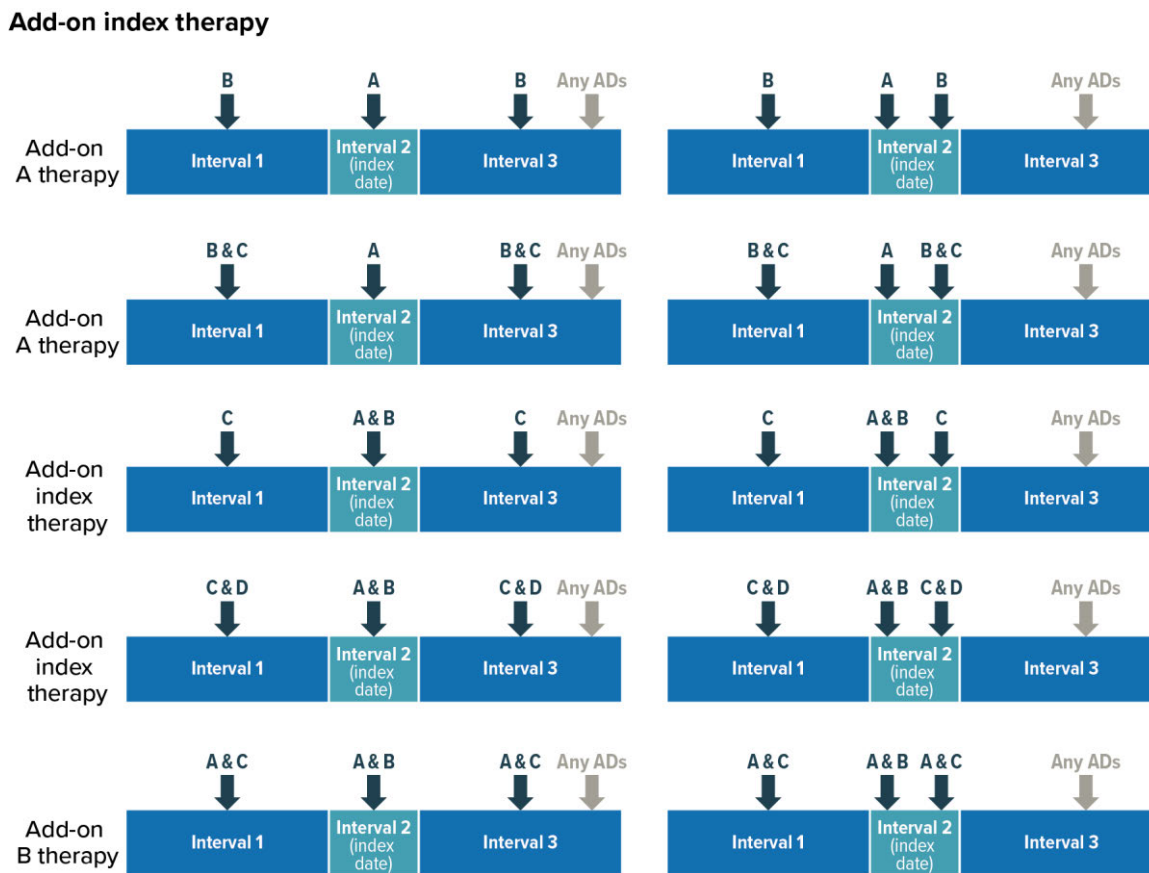 Add-on index therapy
B A B Any ADs B A B Any ADs
Add-on
A therapy
Interval 1 Interval 2 (index date) Interval 3 Interval 1 Interval 2 (index date) Interval 3
B & C A B & C Any ADs B & C A B & C Any ADs
Add-on
A therapy
Interval 1 Interval 2 (index date) Interval 3 Interval 1 Interval 2 (index date) Interval 3
C A & B C Any ADs C A & B C Any ADs
Add-on
index
therapy
Interval 1 Interval 2 (index date) Interval 3 Interval 1 Interval 2 (index date) Interval 3
C & D A & B C & D Any ADs C & D A & B C & D Any ADs
Add-on
index
therapy
Interval 1 Interval 2 (index date) Interval 3 Interval 1 Interval 2 (index date) Interval 3
A & C A & B A & C Any ADs A & C A & B A & C Any ADs
Add-on
B therapy
Interval 1 Interval 2 (index date) Interval 3 Interval 1 Interval 2 (index date) Interval 3